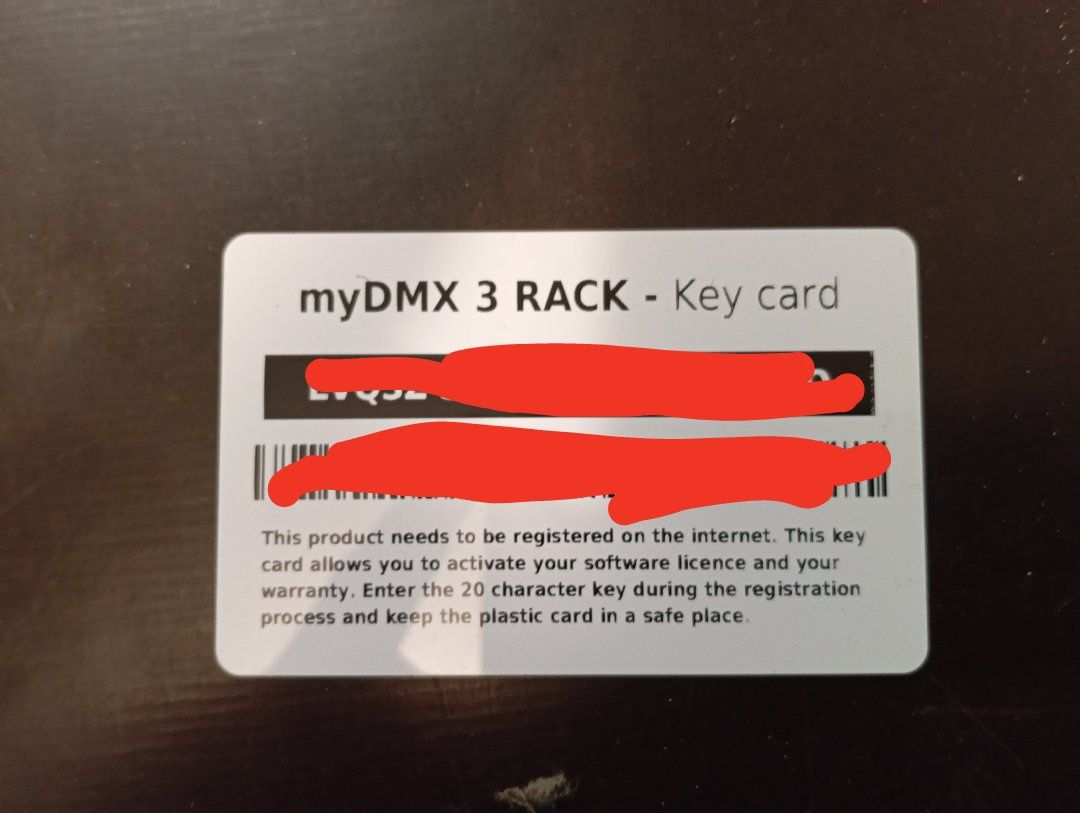 myDMX 3 RACK - Key card
This product needs to be registered on the internet. This key
card allows you to activate your software licence and your
warranty. Enter the 20 character key during the registration
process and keep the plastic card in a safe place.